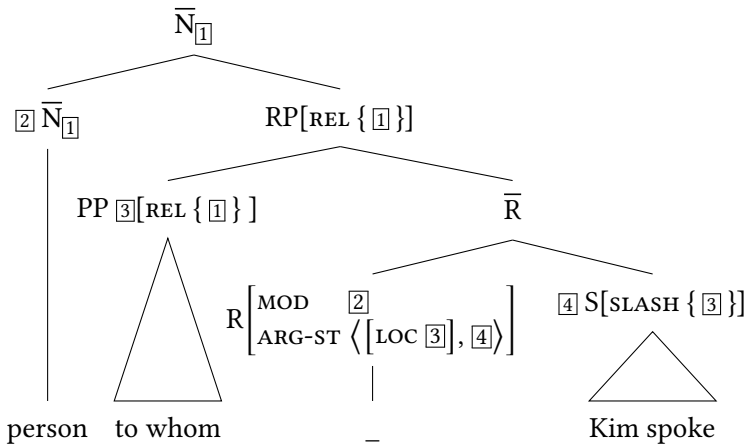 N̅[1]
[2] N̅[1] RP[REL { [1] }]
PP [3][REL { [1] } ] R̅
R[MOD [2] [4] S[SLASH { [3] }]
ARG-ST ⟨[LOC [3]], [4]⟩]
person to whom _ Kim spoke